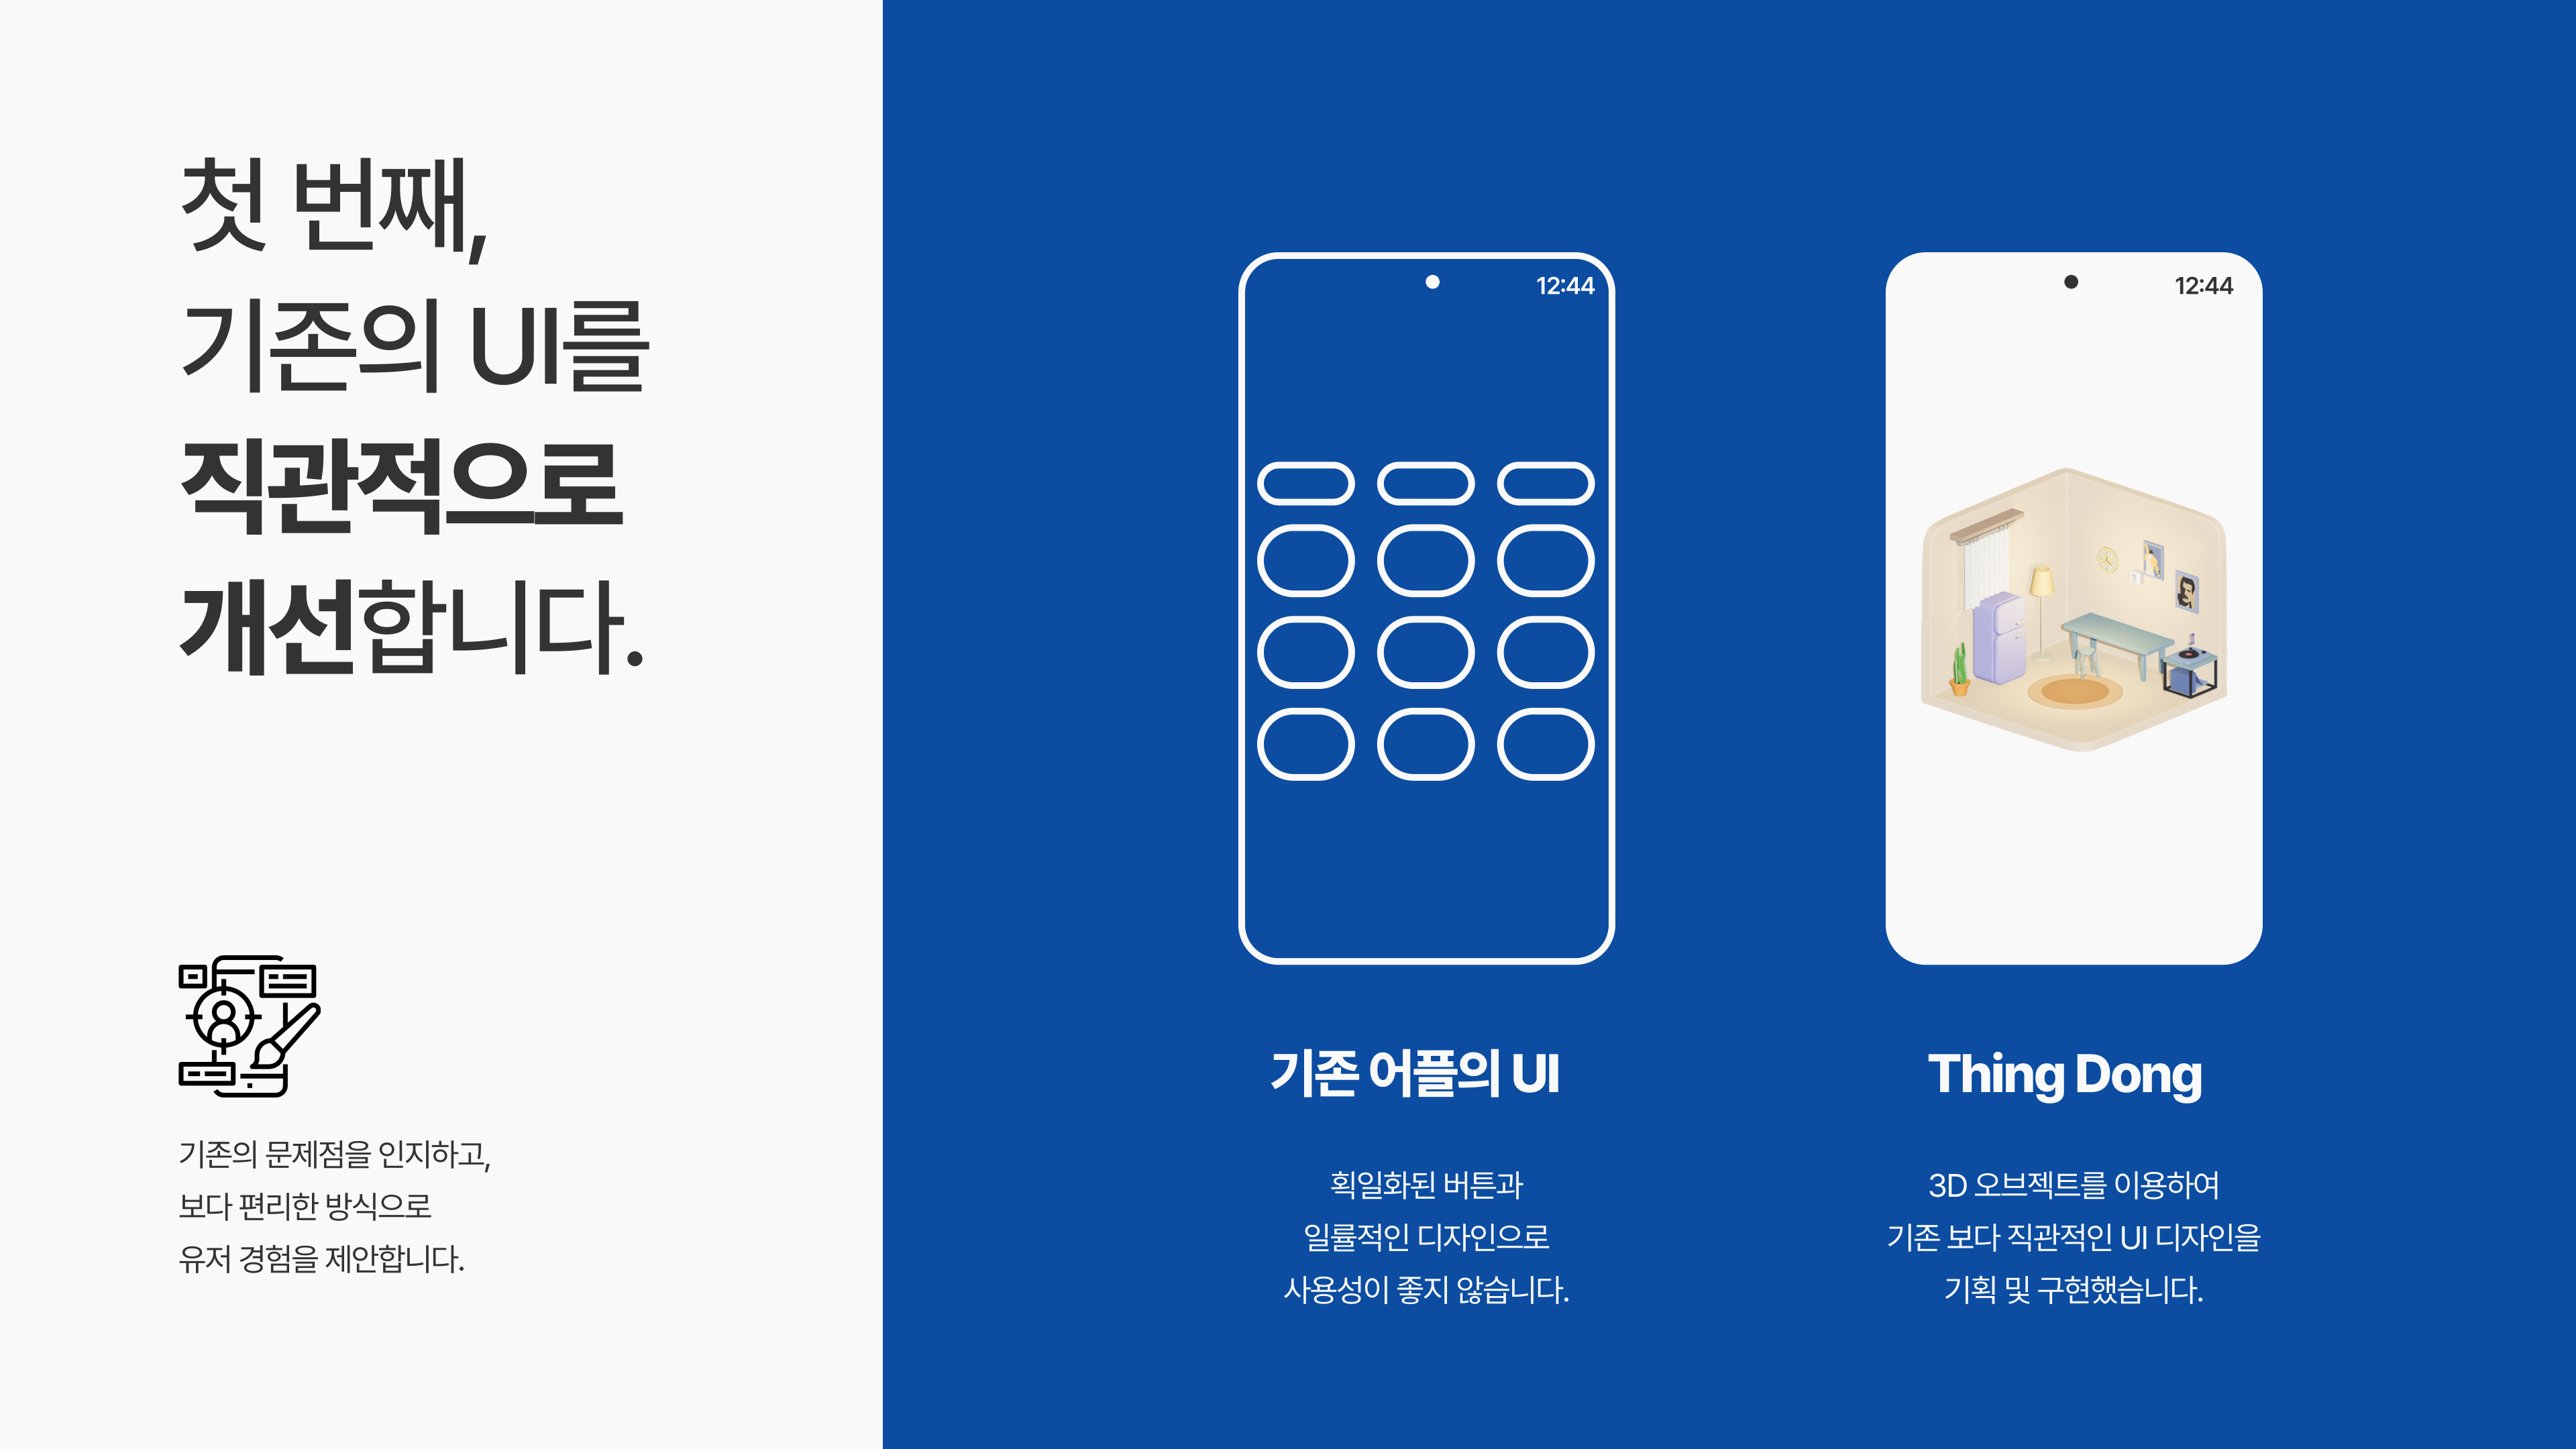 첫 번째,
기존의 UI를
직관적으로
개선합니다.
기존의 문제점을 인지하고,
보다 편리한 방식으로
유저 경험을 제안합니다.
12:44
기존 어플의 UI
획일화된 버튼과
일률적인 디자인으로
사용성이 좋지 않습니다.
12:44
Thing Dong
3D 오브젝트를 이용하여
기존 보다 직관적인 UI 디자인을
기획 및 구현했습니다.